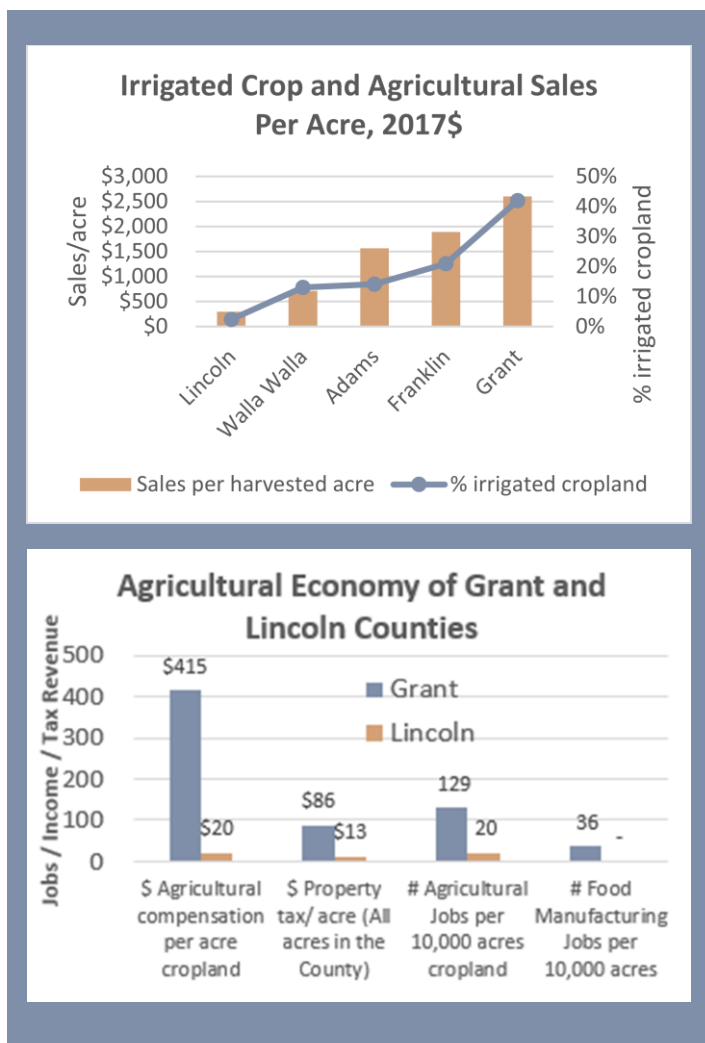 Irrigated Crop and Agricultural Sales
Per Acre, 2017$
Sales/acre
$3,000
$2,500
$2,000
$1,500
$1,000
$500
$0
50%
40%
30%
20%
10%
0%
% irrigated cropland
Lincoln
Walla Walla
Adams
Franklin
Grant
Sales per harvested acre
% irrigated cropland
Agricultural Economy of Grant and
Lincoln Counties
Jobs / Income / Tax Revenue
500
400
300
200
100
0
$415
$20
$86
$13
129
20
36
-
Grant
Lincoln
$ Agricultural
compensation
per acre
cropland
$ Property
tax/ acre (All
acres in the
County)
# Agricultural
Jobs per
10,000 acres
cropland
# Food
Manufacturing
Jobs per
10,000 acres